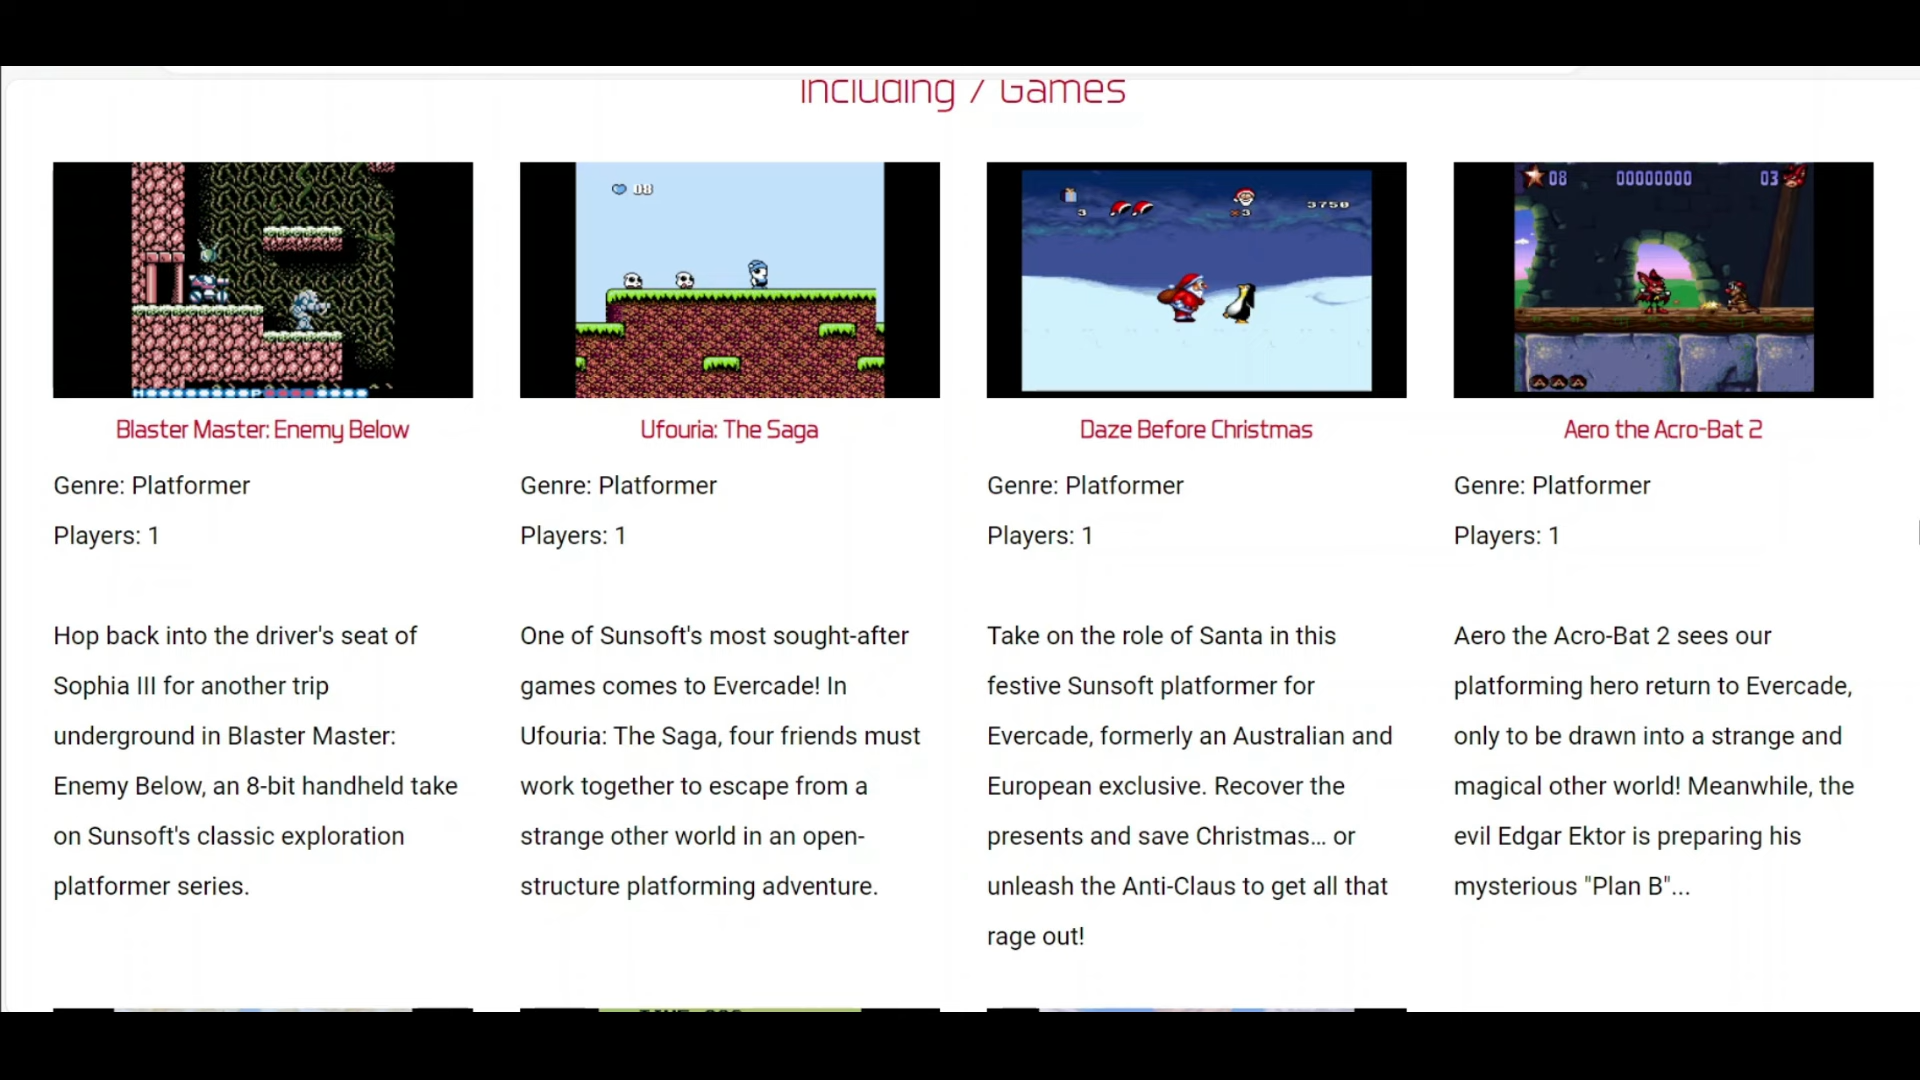 Including 7 Games
08
3
×3
3750
08
00000000
03
A A A
Blaster Master: Enemy Below
Ufouria: The Saga
Daze Before Christmas
Aero the Acro-Bat 2
Genre: Platformer
Players: 1
Genre: Platformer
Players: 1
Genre: Platformer
Players: 1
Genre: Platformer
Players: 1
Hop back into the driver's seat of
Sophia III for another trip
underground in Blaster Master:
Enemy Below, an 8-bit handheld take
on Sunsoft's classic exploration
platformer series.
One of Sunsoft's most sought-after
games comes to Evercade! In
Ufouria: The Saga, four friends must
work together to escape from a
strange other world in an open-
structure platforming adventure.
Take on the role of Santa in this
festive Sunsoft platformer for
Evercade, formerly an Australian and
European exclusive. Recover the
presents and save Christmas... or
unleash the Anti-Claus to get all that
rage out!
Aero the Acro-Bat 2 sees our
platforming hero return to Evercade,
only to be drawn into a strange and
magical other world! Meanwhile, the
evil Edgar Ektor is preparing his
mysterious "Plan B"...